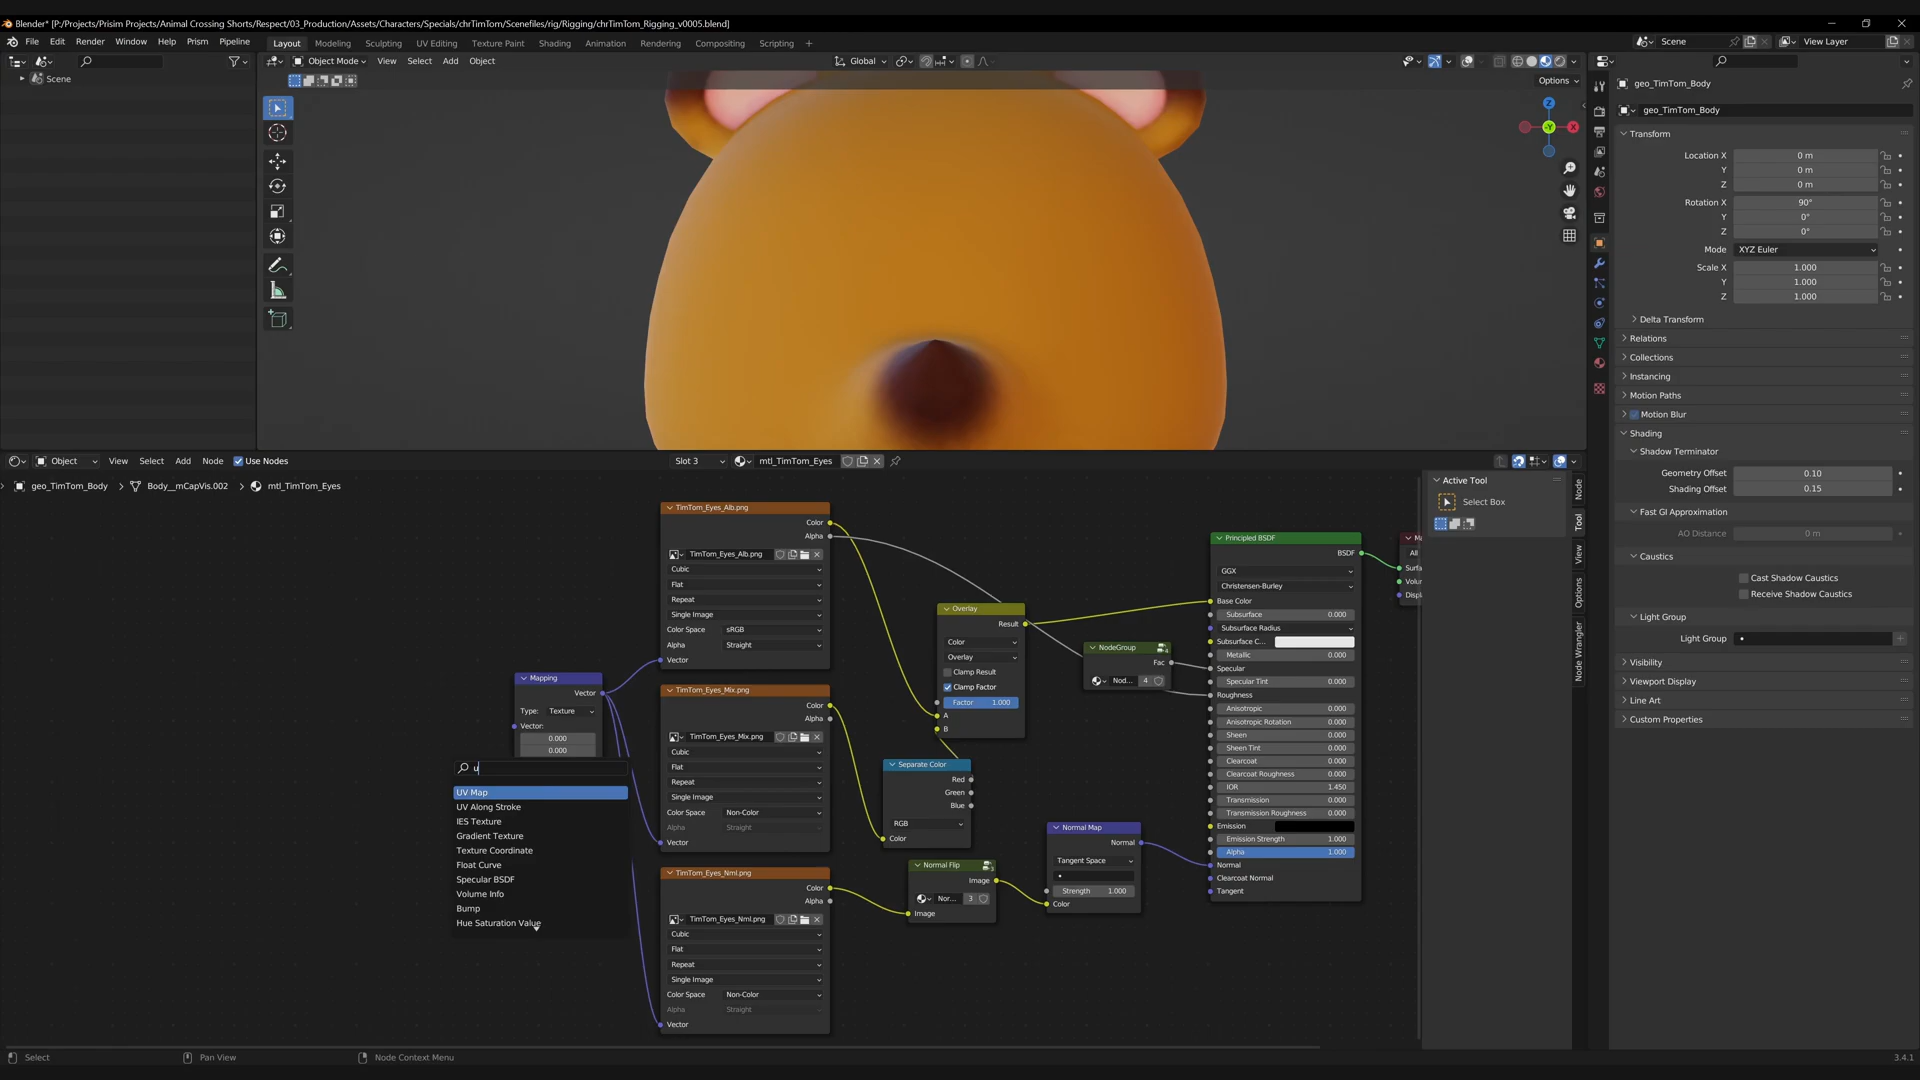 Blender* [P:/Projects/Prisim Projects/Animal Crossing Shorts/Respect/03_Production/Assets/Characters/Specials/chrTimTom/Scenefiles/rig/Rigging/chrTimTom_Rigging_v0005.blend]
File Edit Render Window Help Prism Pipeline Layout Modeling Sculpting UV Editing Texture Paint Shading Animation Rendering Compositing Scripting + Scene View Layer
Object Mode View Select Add Object Global
Scene
Options
geo_TimTom_Body
geo_TimTom_Body
Transform
Location X 0 m
Y 0 m
Z 0 m
Rotation X 90°
Y 0°
Z 0°
Mode XYZ Euler
Scale X 1.000
Y 1.000
Z 1.000
Delta Transform
Relations
Collections
Instancing
Motion Paths
Motion Blur
Shading
Shadow Terminator
Geometry Offset 0.10
Shading Offset 0.15
Fast GI Approximation
AO Distance 0 m
Caustics
Cast Shadow Caustics
Receive Shadow Caustics
Light Group
Light Group
Visibility
Viewport Display
Line Art
Custom Properties
Z
-Y X
Object View Select Add Node Use Nodes Slot 3 mtl_TimTom_Eyes
geo_TimTom_Body > Body__mCapVis.002 > mtl_TimTom_Eyes
Active Tool
Select Box
Node
Tool
View
Options
Node Wrangler
TimTom_Eyes_Alb.png
Color
Alpha
TimTom_Eyes_Alb.png
Cubic
Flat
Repeat
Single Image
Color Space sRGB
Alpha Straight
Vector
TimTom_Eyes_Mix.png
Color
Alpha
TimTom_Eyes_Mix.png
Cubic
Flat
Repeat
Single Image
Color Space Non-Color
Alpha Straight
Vector
TimTom_Eyes_Nml.png
Color
Alpha
TimTom_Eyes_Nml.png
Cubic
Flat
Repeat
Single Image
Color Space Non-Color
Alpha Straight
Vector
Mapping
Vector
Type: Texture
Vector:
0.000
0.000
u
UV Map
UV Along Stroke
IES Texture
Gradient Texture
Texture Coordinate
Float Curve
Specular BSDF
Volume Info
Bump
Hue Saturation Value
Overlay
Result
Color
Overlay
Clamp Result
Clamp Factor
Factor 1.000
A
B
Separate Color
Red
Green
Blue
RGB
Color
Normal Flip
Image
Nor... 3
Image
NodeGroup
Fac
Nod... 4
Normal Map
Normal
Tangent Space
Strength 1.000
Color
Principled BSDF
BSDF
GGX
Christensen-Burley
Base Color
Subsurface 0.000
Subsurface Radius
Subsurface C...
Metallic 0.000
Specular
Specular Tint 0.000
Roughness
Anisotropic 0.000
Anisotropic Rotation 0.000
Sheen 0.000
Sheen Tint 0.000
Clearcoat 0.000
Clearcoat Roughness 0.000
IOR 1.450
Transmission 0.000
Transmission Roughness 0.000
Emission
Emission Strength 1.000
Alpha 1.000
Normal
Clearcoat Normal
Tangent
Ma
All
Surfa
Volu
Displ
Select Pan View Node Context Menu 3.4.1